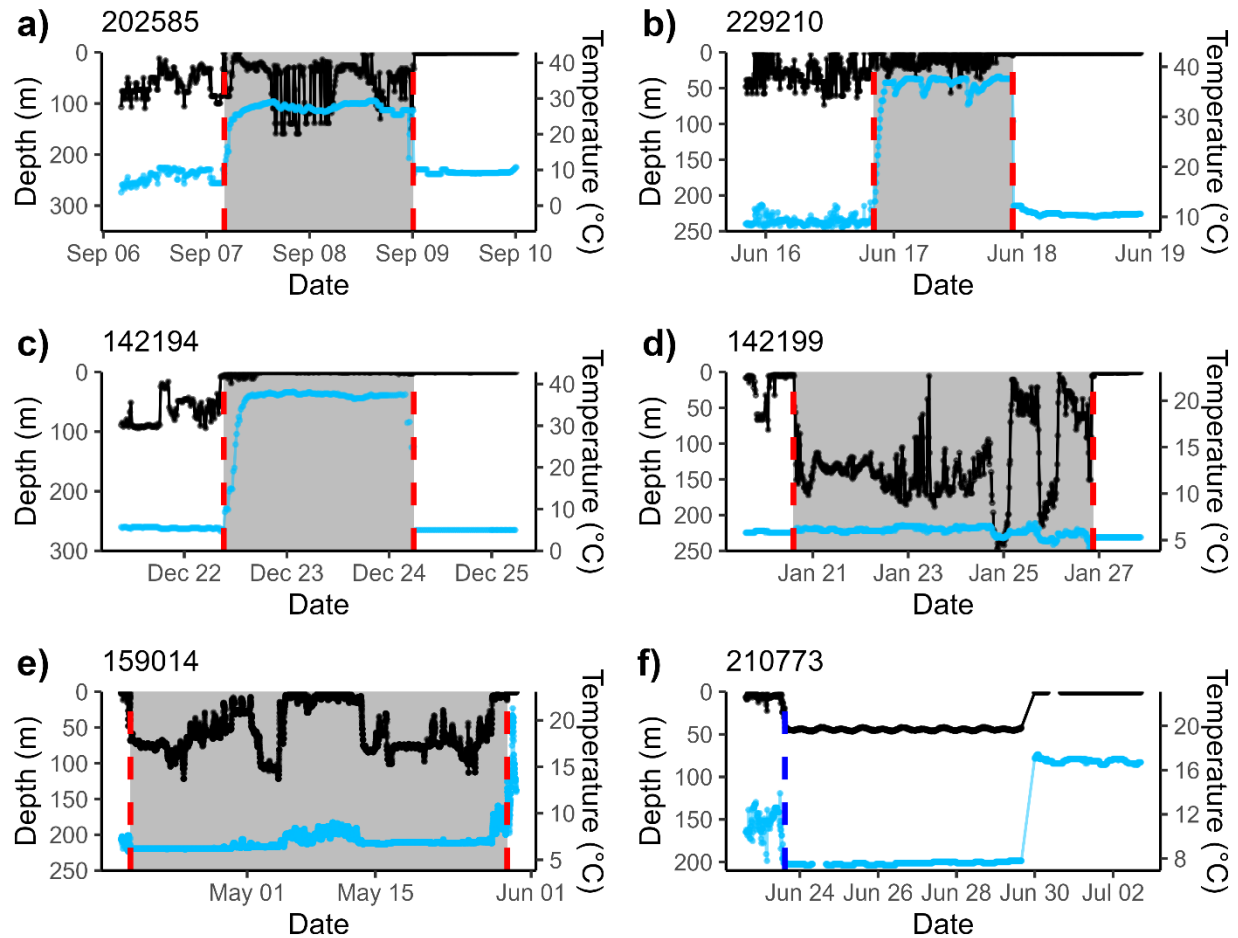 a) 202585
0
100
200
300
Depth (m)
40
30
20
10
0
Temperature (°C)
Sep 06 Sep 07 Sep 08 Sep 09 Sep 10
Date
b) 229210
0
50
100
150
200
250
Depth (m)
40
30
20
10
Temperature (°C)
Jun 16 Jun 17 Jun 18 Jun 19
Date
c) 142194
0
100
200
300
Depth (m)
40
30
20
10
0
Temperature (°C)
Dec 22 Dec 23 Dec 24 Dec 25
Date
d) 142199
0
50
100
150
200
250
Depth (m)
20
15
10
5
Temperature (°C)
Jan 21 Jan 23 Jan 25 Jan 27
Date
e) 159014
0
50
100
150
200
250
Depth (m)
20
15
10
5
Temperature (°C)
May 01 May 15 Jun 01
Date
f) 210773
0
50
100
150
200
Depth (m)
20
16
12
8
Temperature (°C)
Jun 24 Jun 26 Jun 28 Jun 30 Jul 02
Date